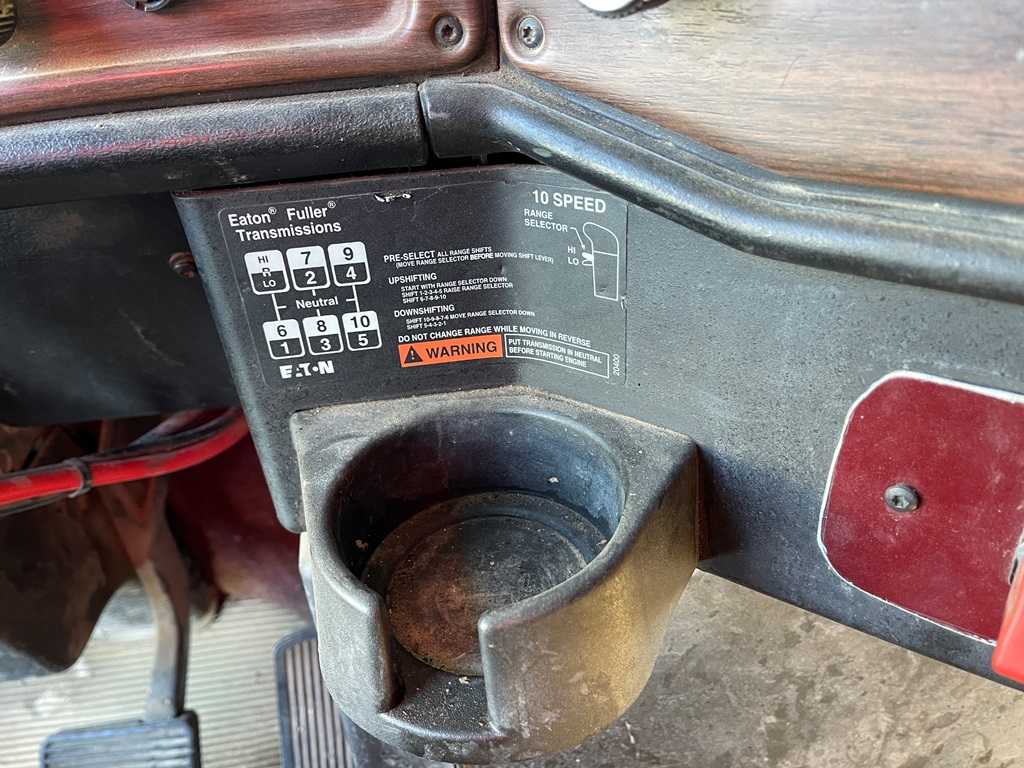 Eaton® Fuller®
Transmissions
10 SPEED
RANGE
SELECTOR
HI
LO
HI R LO
7 2
9 4
Neutral
6 1
8 3
10 5
EATON
PRE-SELECT ALL RANGE SHIFTS
(MOVE RANGE SELECTOR BEFORE MOVING SHIFT LEVER)
UPSHIFTING
START WITH RANGE SELECTOR DOWN
SHIFT 1-2-3-4-5 RAISE RANGE SELECTOR
SHIFT 6-7-8-9-10
DOWNSHIFTING
SHIFT 10-9-8-7-6 MOVE RANGE SELECTOR DOWN
SHIFT 5-4-3-2-1
DO NOT CHANGE RANGE WHILE MOVING IN REVERSE
WARNING
PUT TRANSMISSION IN NEUTRAL
BEFORE STARTING ENGINE
20400